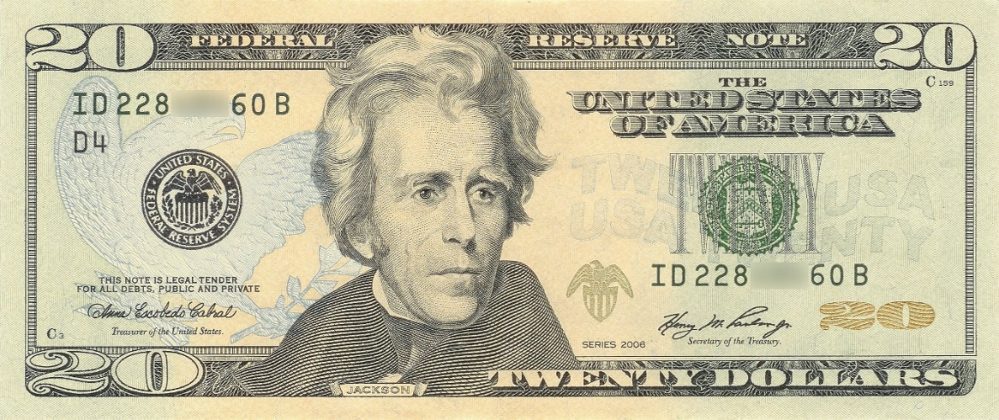 20 FEDERAL RESERVE NOTE 20
THE
UNITED STATES
OF AMERICA
C 159
ID 228 60 B
D4
UNITED STATES
FEDERAL RESERVE SYSTEM
TWENTY
TWENTY USA
USA TWENTY
THIS NOTE IS LEGAL TENDER
FOR ALL DEBTS, PUBLIC AND PRIVATE
Anna Escobedo Cabral
Treasurer of the United States.
C 3
ID 228 60 B
SERIES 2006
Henry M. Paulson Jr.
Secretary of the Treasury.
20
20 JACKSON TWENTY DOLLARS